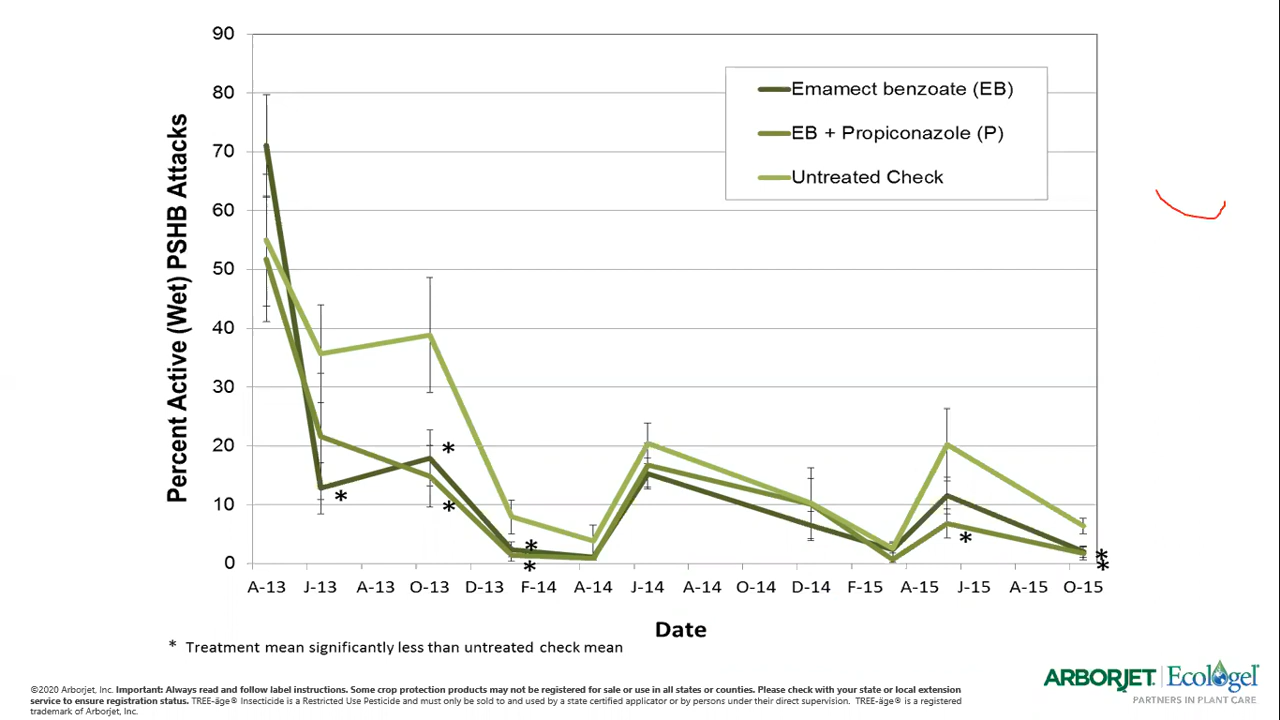 90
80
70
60
50
40
30
20
10
0
Percent Active (Wet) PSHB Attacks
Emamect benzoate (EB)
EB + Propiconazole (P)
Untreated Check
*
*
*
*
*
*
*
*
A-13 J-13 A-13 O-13 D-13 F-14 A-14 J-14 A-14 O-14 D-14 F-15 A-15 J-15 A-15 O-15
Date
* Treatment mean significantly less than untreated check mean
©2020 Arborjet, Inc. Important: Always read and follow label instructions. Some crop protection products may not be registered for sale or use in all states or counties. Please check with your state or local extension
service to ensure registration status. TREE-äge® Insecticide is a Restricted Use Pesticide and must only be sold to and used by a state certified applicator or by persons under their direct supervision. TREE-äge® is a registered
trademark of Arborjet, Inc.
ARBORJET Ecologel
PARTNERS IN PLANT CARE